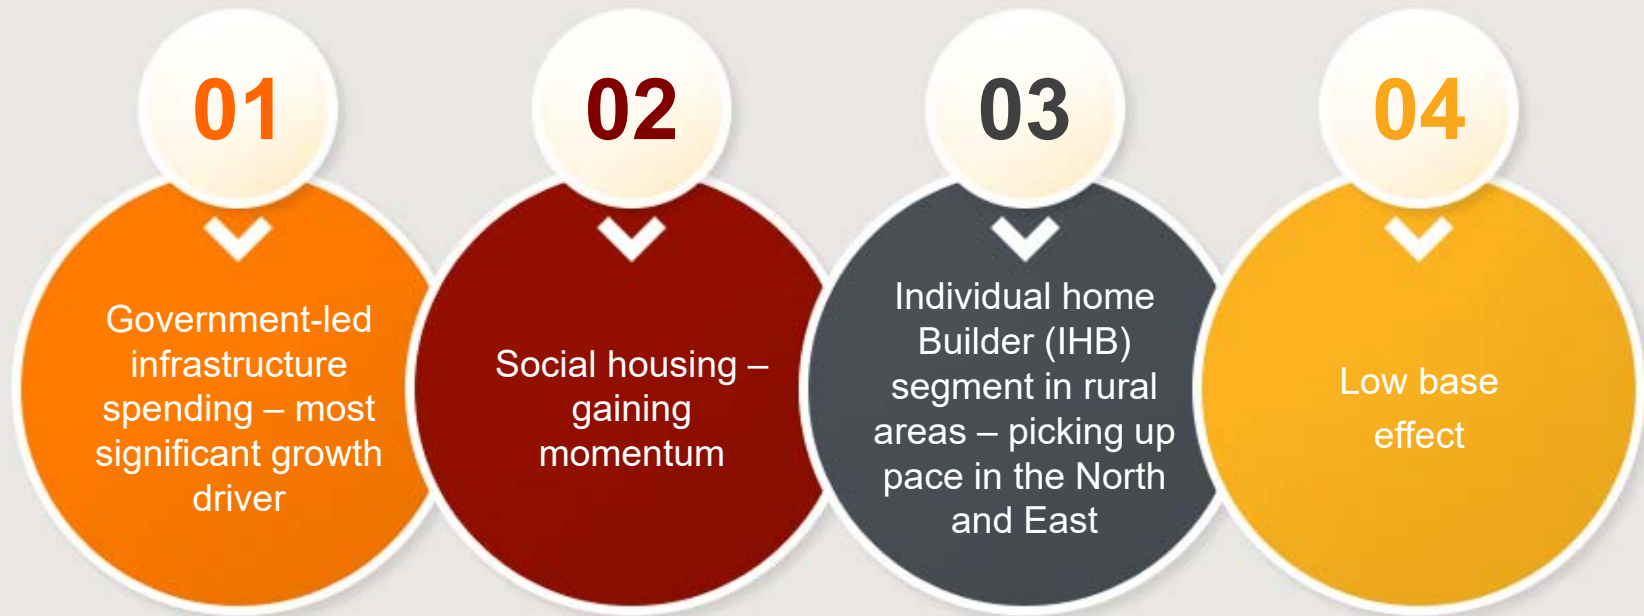 01
Government-led
infrastructure
spending – most
significant growth
driver
02
Social housing –
gaining
momentum
03
Individual home
Builder (IHB)
segment in rural
areas – picking up
pace in the North
and East
04
Low base
effect